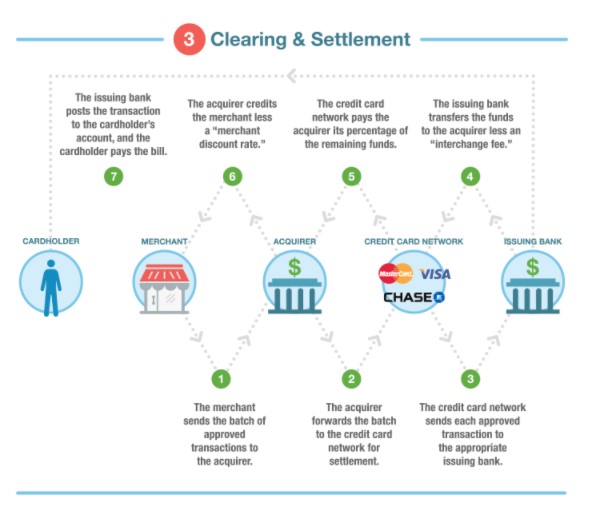 3 Clearing & Settlement
The issuing bank
posts the transaction
to the cardholder's
account, and the
cardholder pays the bill.
7
The acquirer credits
the merchant less
a “merchant
discount rate.”
6
The credit card
network pays the
acquirer its percentage of
the remaining funds.
5
The issuing bank
transfers the funds
to the acquirer less an
“interchange fee.”
4
CARDHOLDER
MERCHANT
ACQUIRER
CREDIT CARD NETWORK
ISSUING BANK
$
MasterCard
VISA
CHASE
$
1
The merchant
sends the batch of
approved
transactions to
the acquirer.
2
The acquirer
forwards the batch
to the credit card
network for
settlement.
3
The credit card network
sends each approved
transaction to
the appropriate
issuing bank.